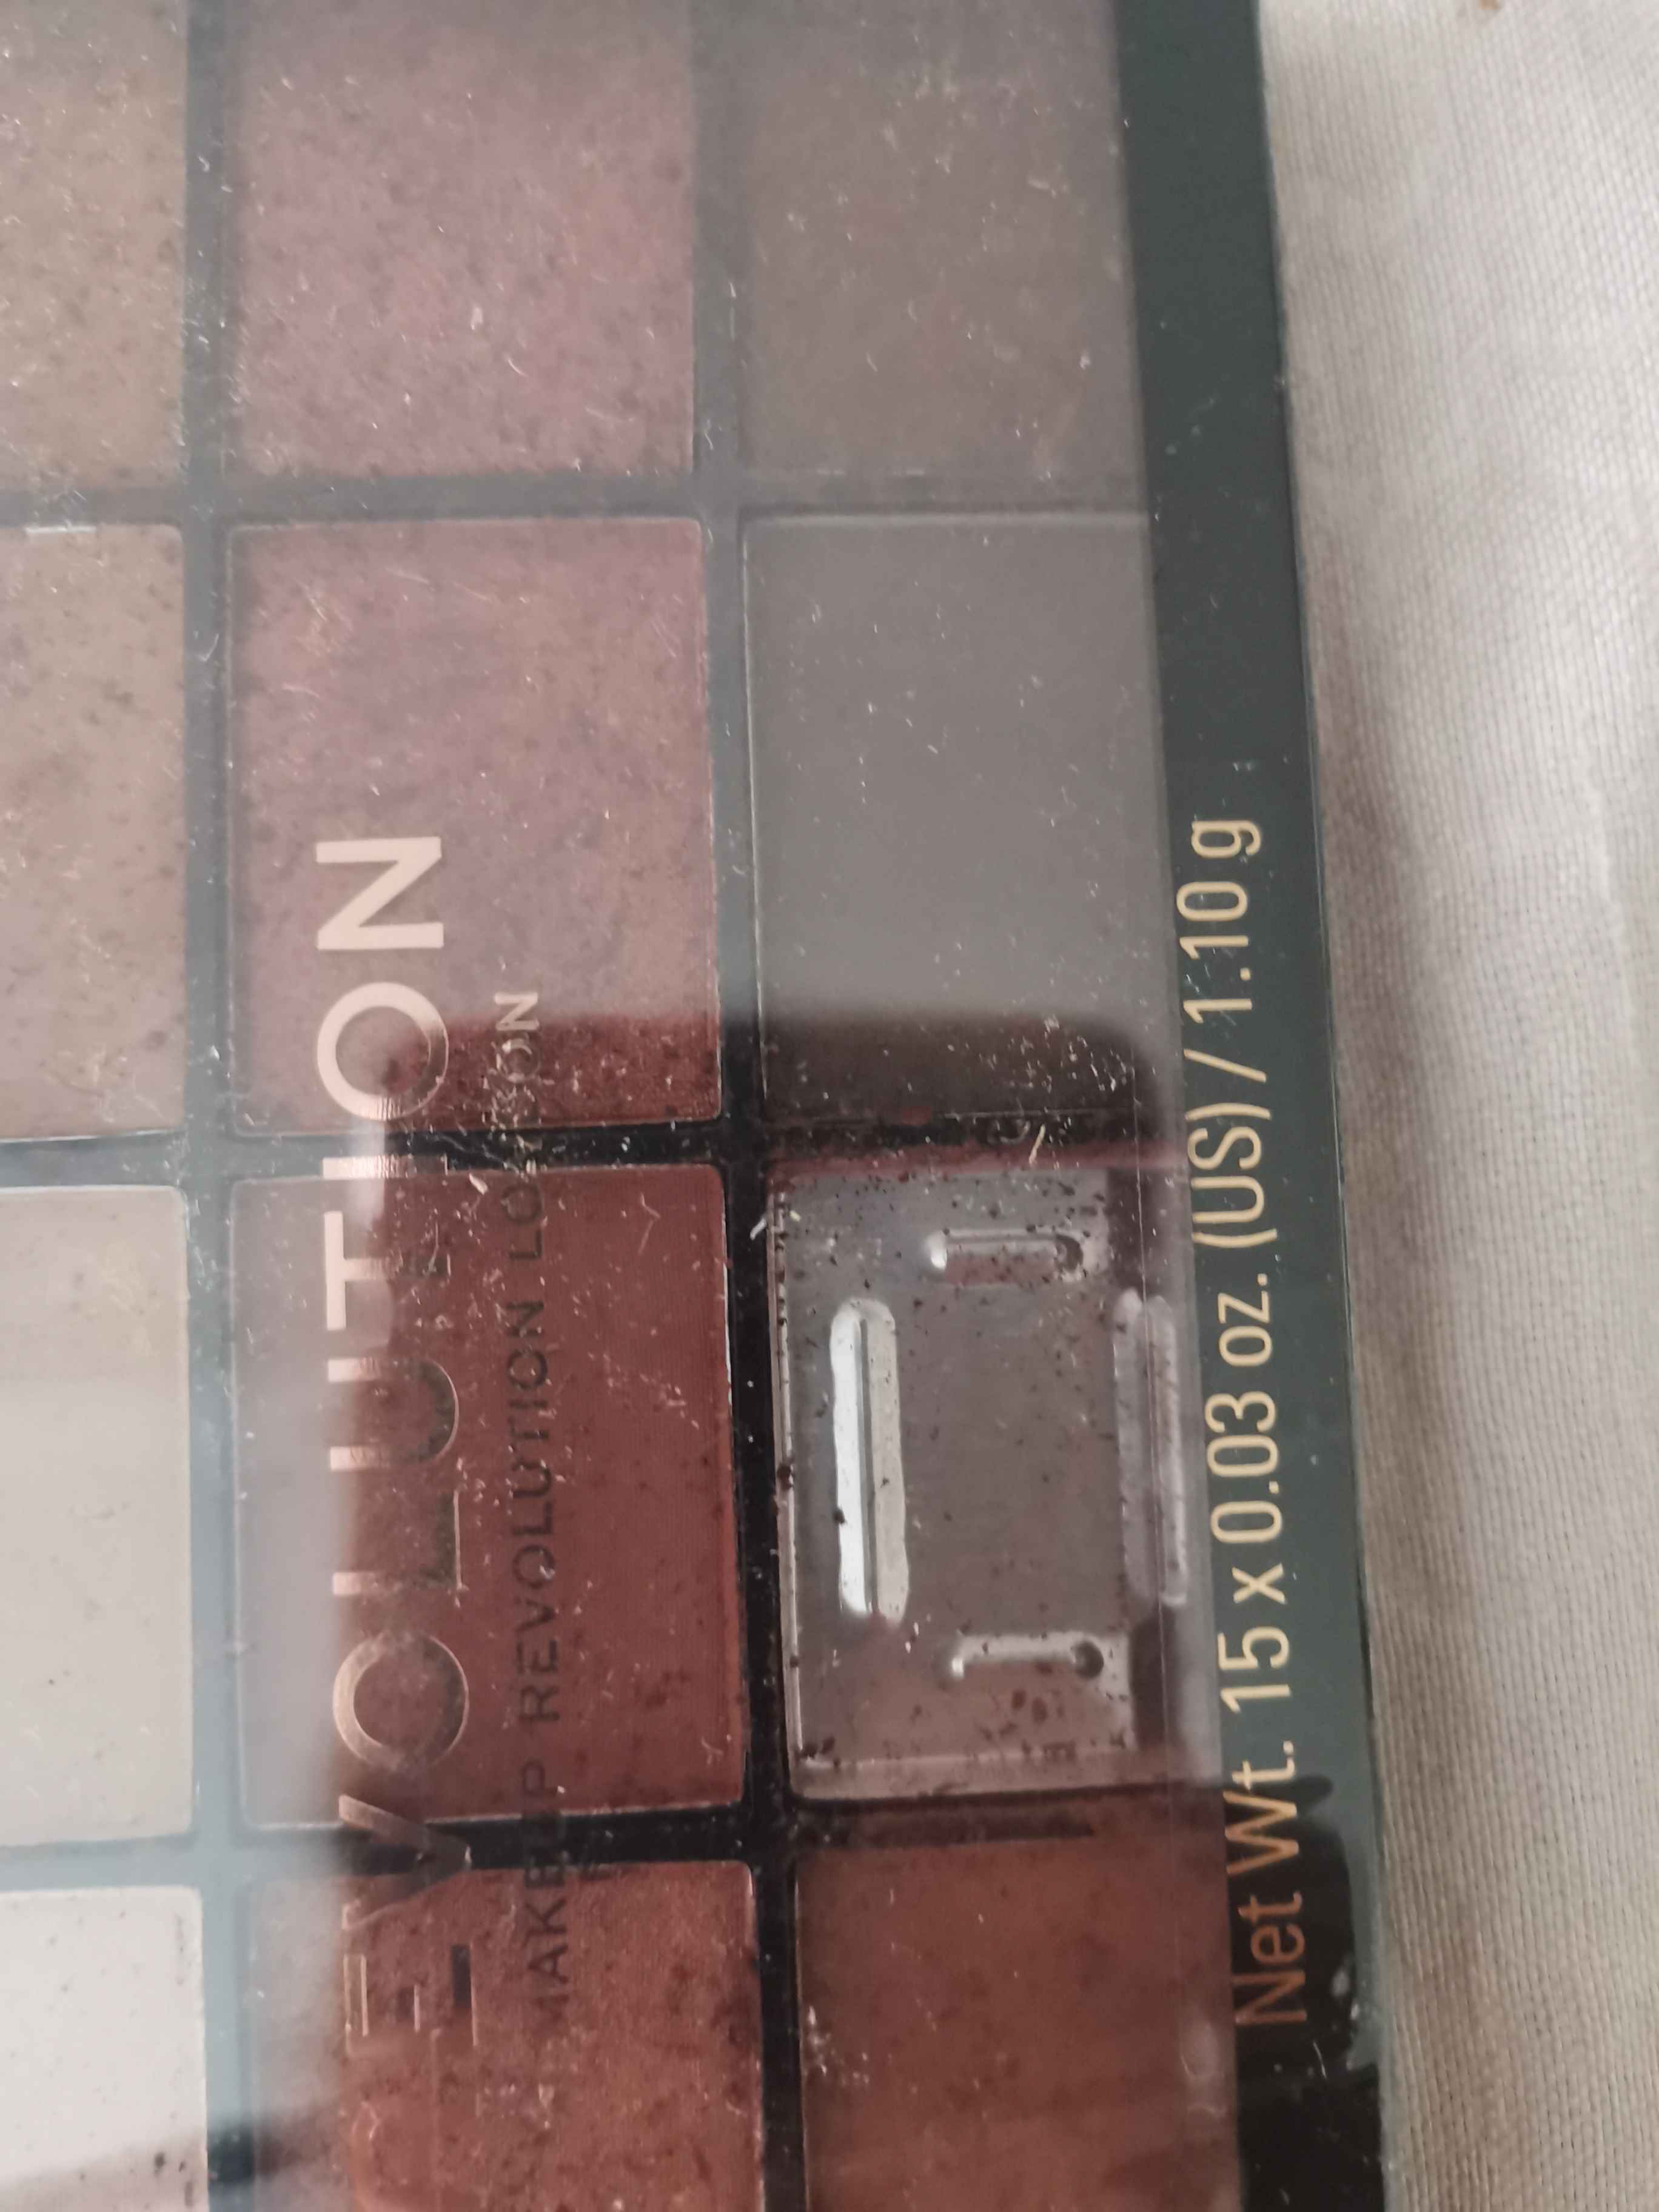 REVOLUTION
MAKEUP REVOLUTION LONDON
Net Wt. 15 x 0.03 oz. (US) / 1.10 g